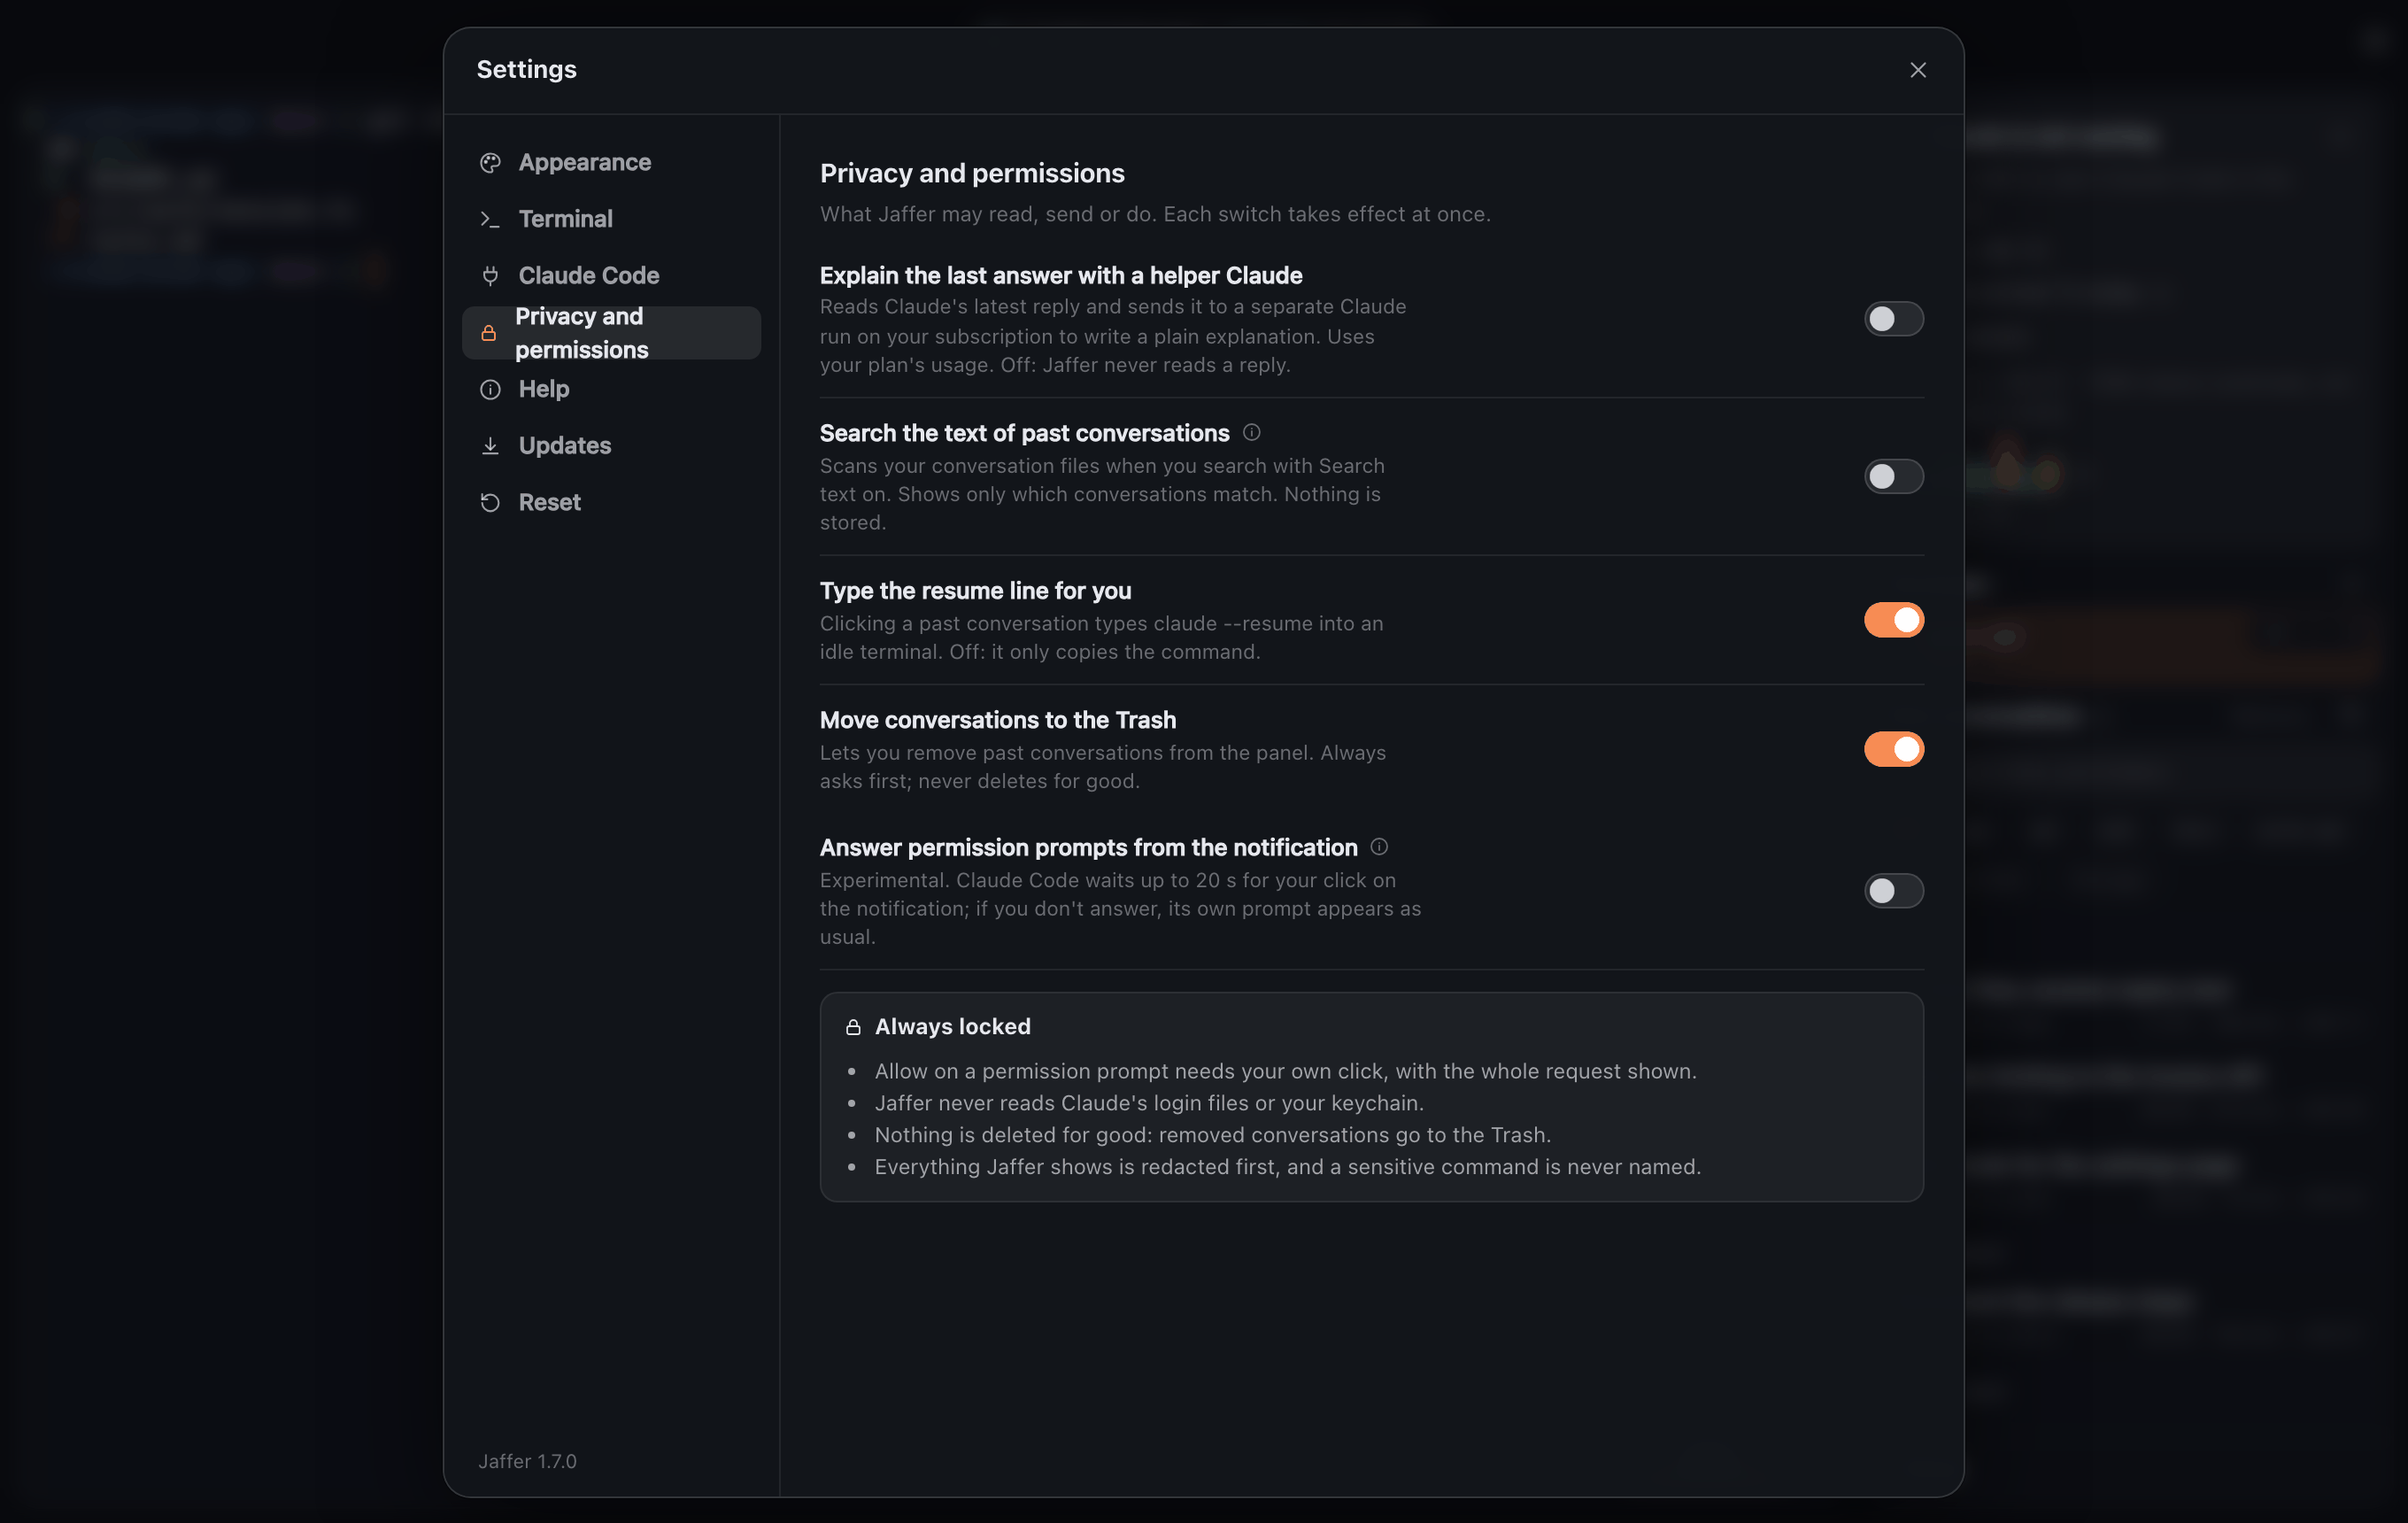 Settings
Appearance
Terminal
Claude Code
Privacy and
permissions
Help
Updates
Reset
Jaffer 1.7.0
Privacy and permissions
What Jaffer may read, send or do. Each switch takes effect at once.
Explain the last answer with a helper Claude
Reads Claude's latest reply and sends it to a separate Claude
run on your subscription to write a plain explanation. Uses
your plan's usage. Off: Jaffer never reads a reply.
Search the text of past conversations
Scans your conversation files when you search with Search
text on. Shows only which conversations match. Nothing is
stored.
Type the resume line for you
Clicking a past conversation types claude --resume into an
idle terminal. Off: it only copies the command.
Move conversations to the Trash
Lets you remove past conversations from the panel. Always
asks first; never deletes for good.
Answer permission prompts from the notification
Experimental. Claude Code waits up to 20 s for your click on
the notification; if you don't answer, its own prompt appears as
usual.
Always locked
• Allow on a permission prompt needs your own click, with the whole request shown.
• Jaffer never reads Claude's login files or your keychain.
• Nothing is deleted for good: removed conversations go to the Trash.
• Everything Jaffer shows is redacted first, and a sensitive command is never named.